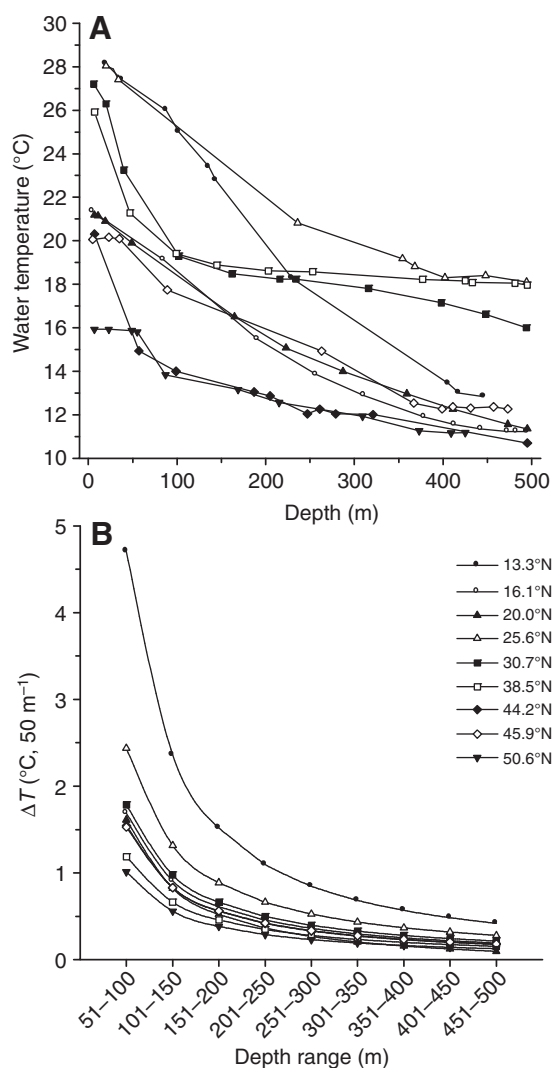 A
30
28
26
24
22
20
18
16
14
12
10
Water temperature (°C)
0 100 200 300 400 500
Depth (m)
B
5
4
3
2
1
0
ΔT (°C, 50 m⁻¹)
13.3°N
16.1°N
20.0°N
25.6°N
30.7°N
38.5°N
44.2°N
45.9°N
50.6°N
51–100
101–150
151–200
201–250
251–300
301–350
351–400
401–450
451–500
Depth range (m)